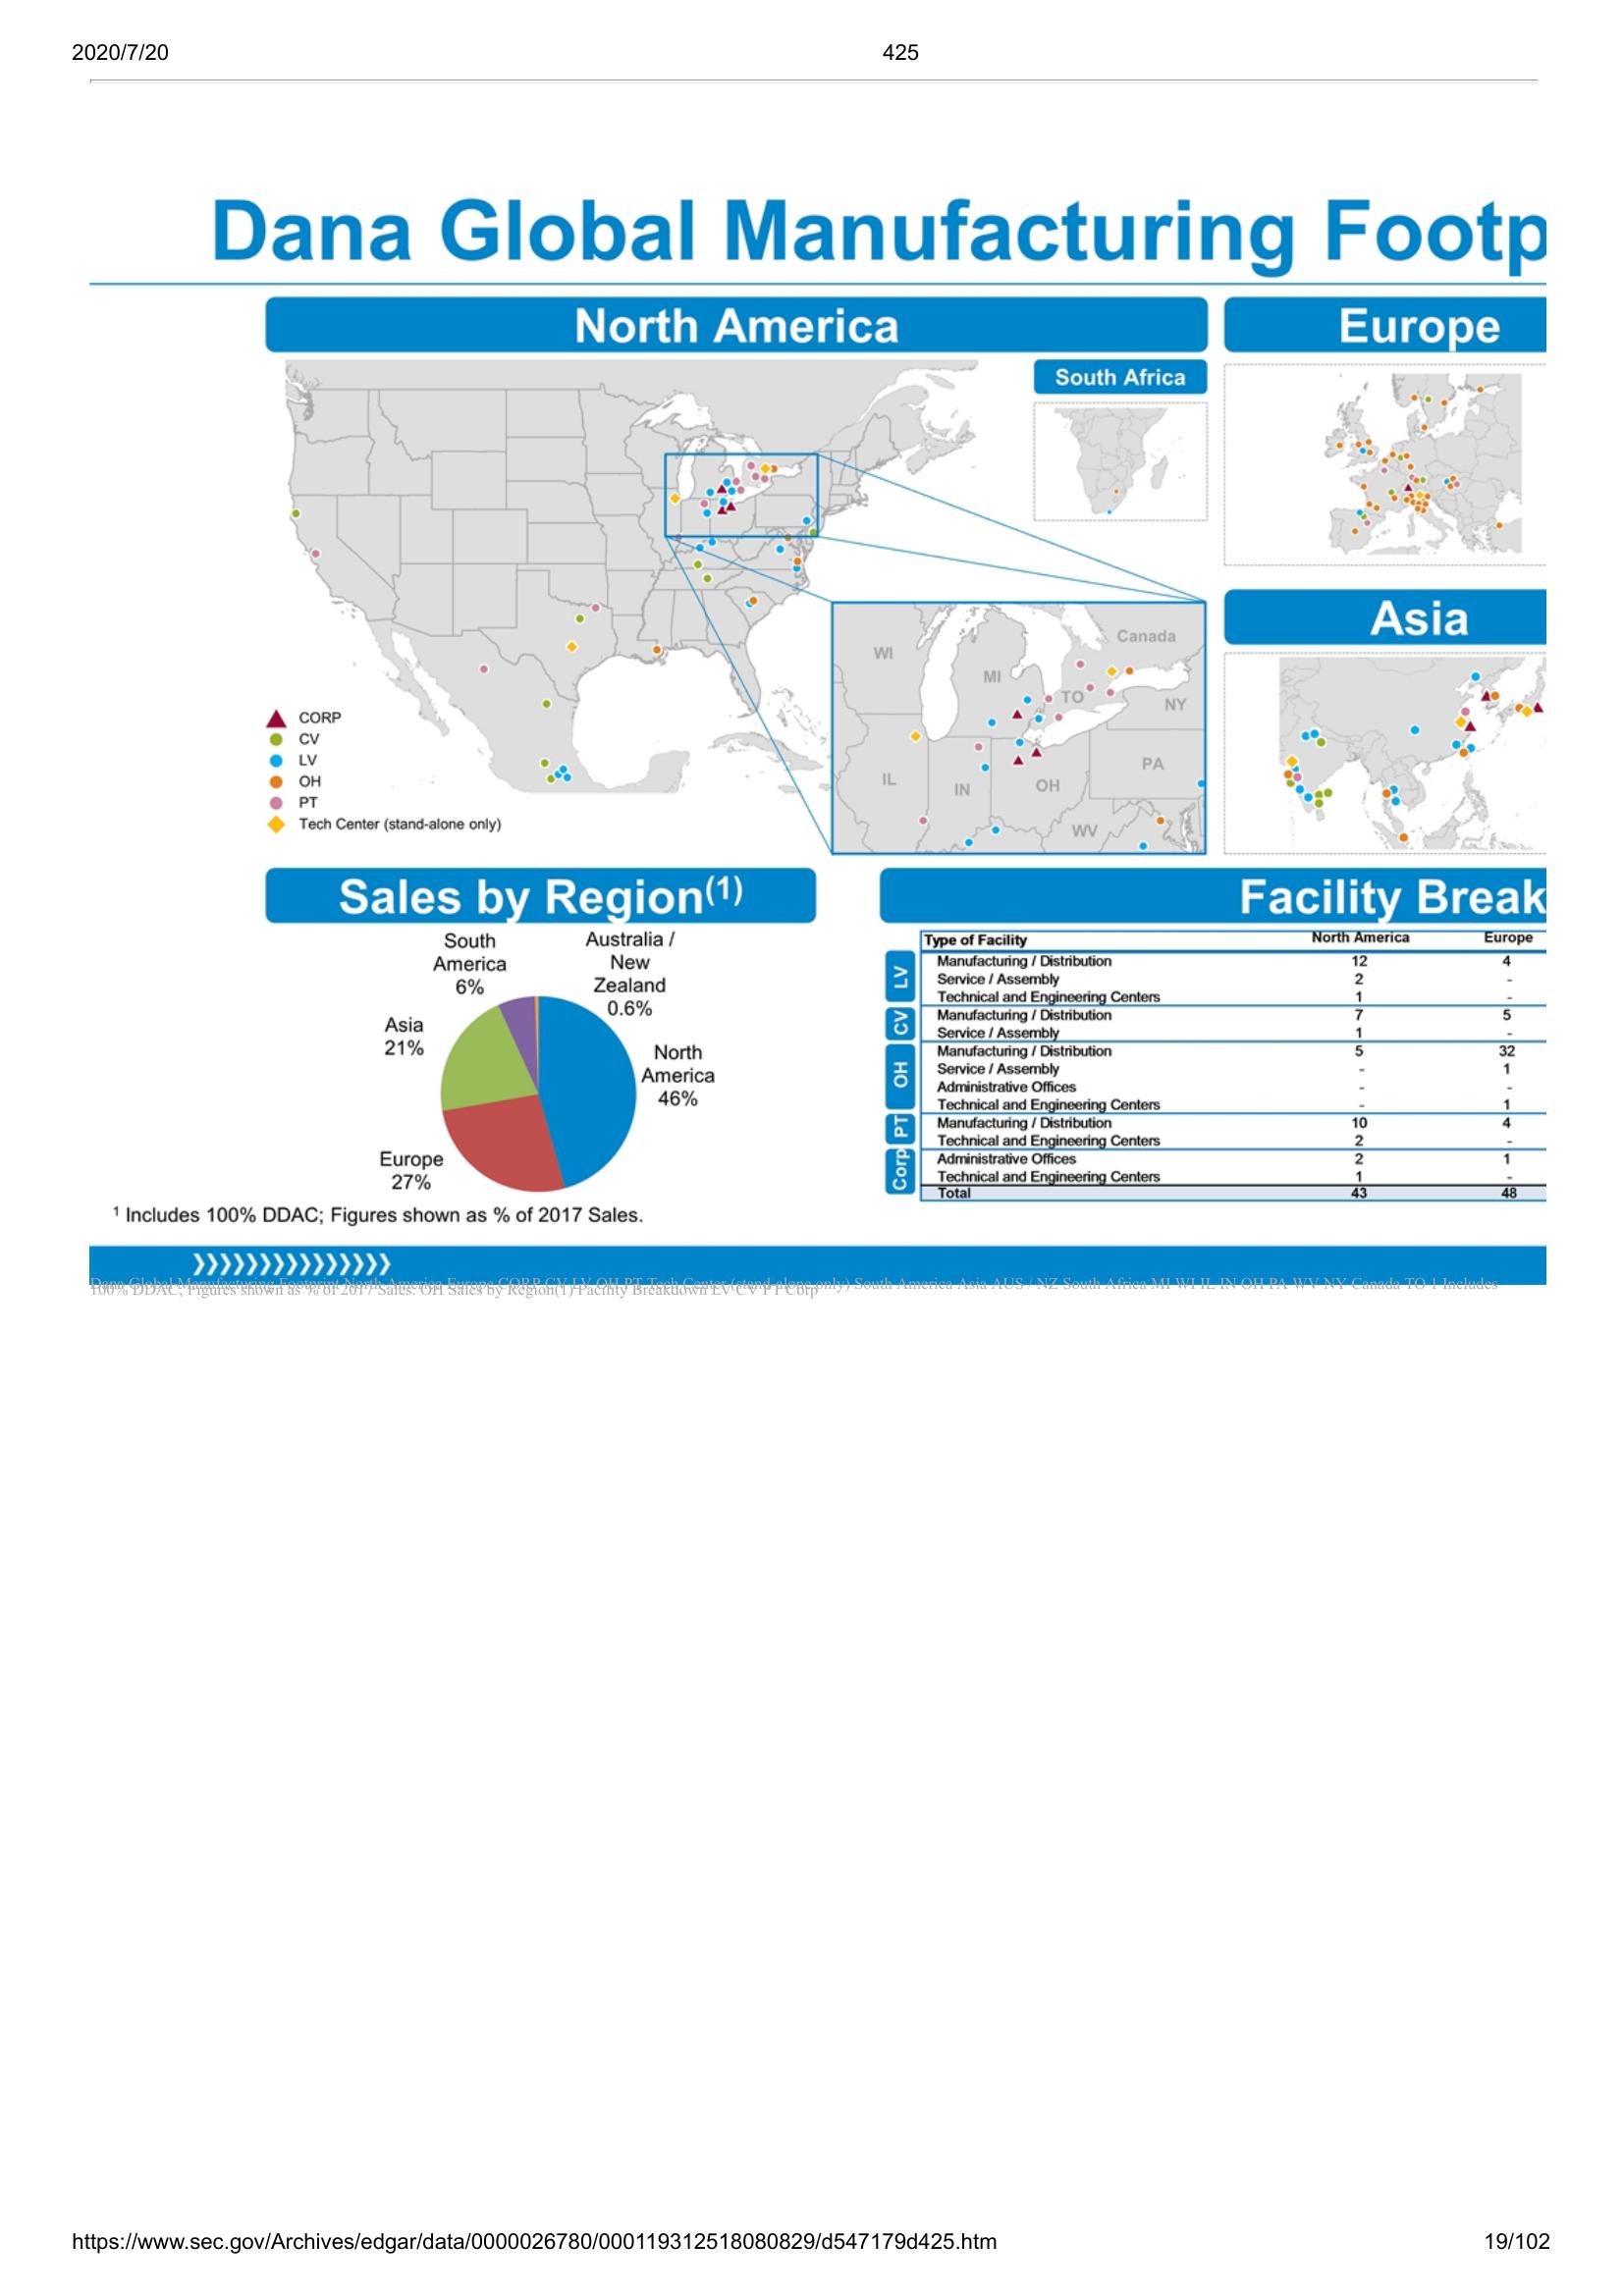 2020/7/20 425
Dana Global Manufacturing Footp
North America
Europe
South Africa
Canada
WI
MI
TO
NY
PA
IL
IN
OH
WV
CORP
CV
LV
OH
PT
Tech Center (stand-alone only)
Asia
Sales by Region(1)
South America 6%
Australia / New Zealand 0.6%
Asia 21%
North America 46%
Europe 27%
¹ Includes 100% DDAC; Figures shown as % of 2017 Sales.
Facility Break
Type of Facility North America Europe
LV
Manufacturing / Distribution 12 4
Service / Assembly 2 -
Technical and Engineering Centers 1 -
CV
Manufacturing / Distribution 7 5
Service / Assembly 1 -
OH
Manufacturing / Distribution 5 32
Service / Assembly - 1
Administrative Offices - -
Technical and Engineering Centers - 1
PT
Manufacturing / Distribution 10 4
Technical and Engineering Centers 2 -
Corp
Administrative Offices 2 1
Technical and Engineering Centers 1 -
Total 43 48
Dana Global Manufacturing Footprint North America Europe CORP CV LV OH PT Tech Center (stand-alone only) South America Asia AUS / NZ South Africa MI WI IL IN OH PA WV NY Canada TO 1 Includes
100% DDAC; Figures shown as % of 2017 Sales. OH Sales by Region(1) Facility Breakdown LV CV PT Corp
https://www.sec.gov/Archives/edgar/data/0000026780/000119312518080829/d547179d425.htm 19/102